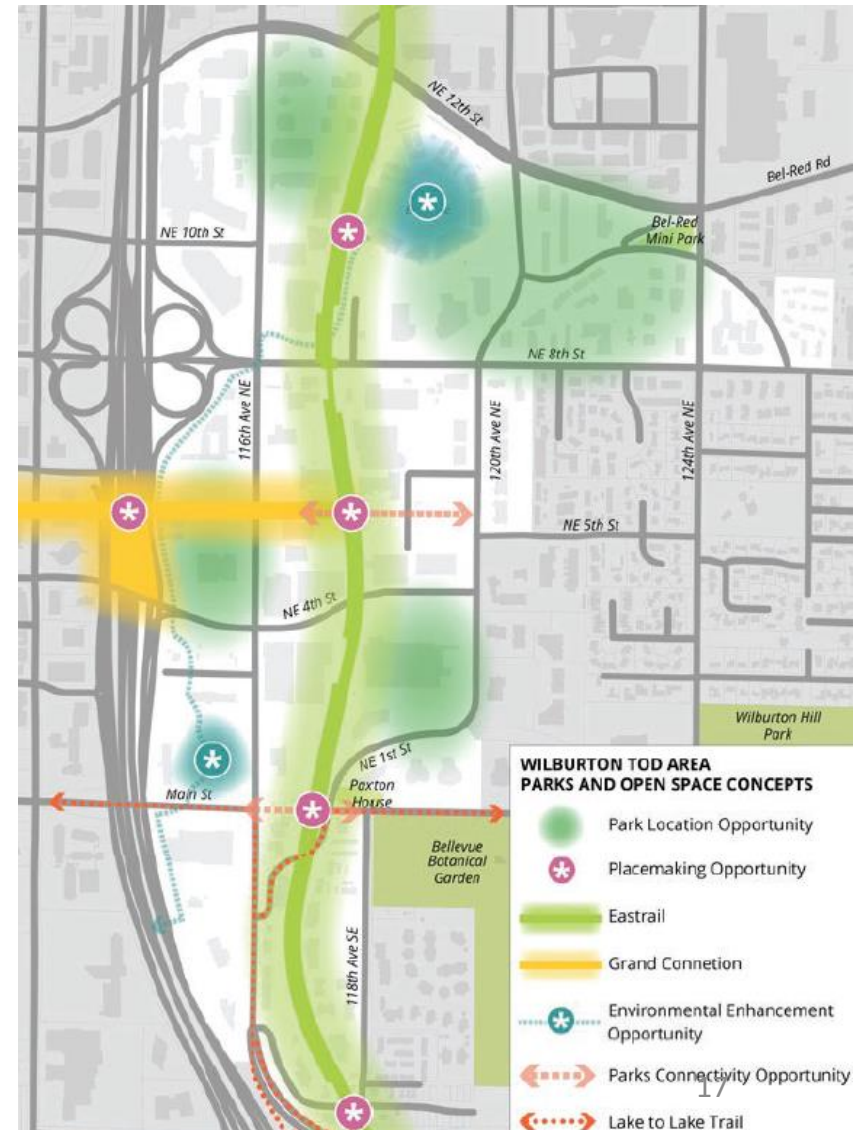 NE 12th St
Bel-Red Rd
Bel-Red
Mini Park
NE 10th St
NE 8th St
116th Ave NE
120th Ave NE
124th Ave NE
NE 5th St
NE 4th St
Wilburton Hill
Park
NE 1st St
Main St
Paxton
House
Bellevue
Botanical
Garden
118th Ave SE
WILBURTON TOD AREA
PARKS AND OPEN SPACE CONCEPTS
Park Location Opportunity
Placemaking Opportunity
Eastrail
Grand Connetion
Environmental Enhancement
Opportunity
Parks Connectivity Opportunity
17
Lake to Lake Trail